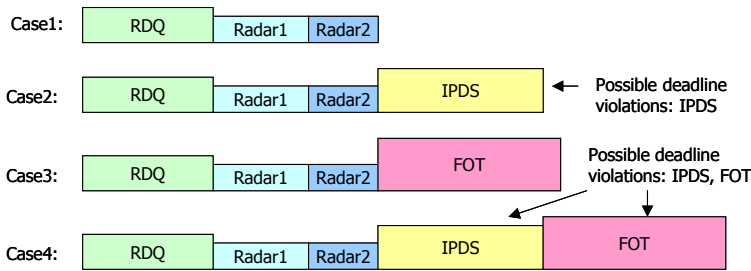 Case1: RDQ Radar1 Radar2
Case2: RDQ Radar1 Radar2 IPDS
Possible deadline
violations: IPDS
Case3: RDQ Radar1 Radar2 FOT
Possible deadline
violations: IPDS, FOT
Case4: RDQ Radar1 Radar2 IPDS FOT